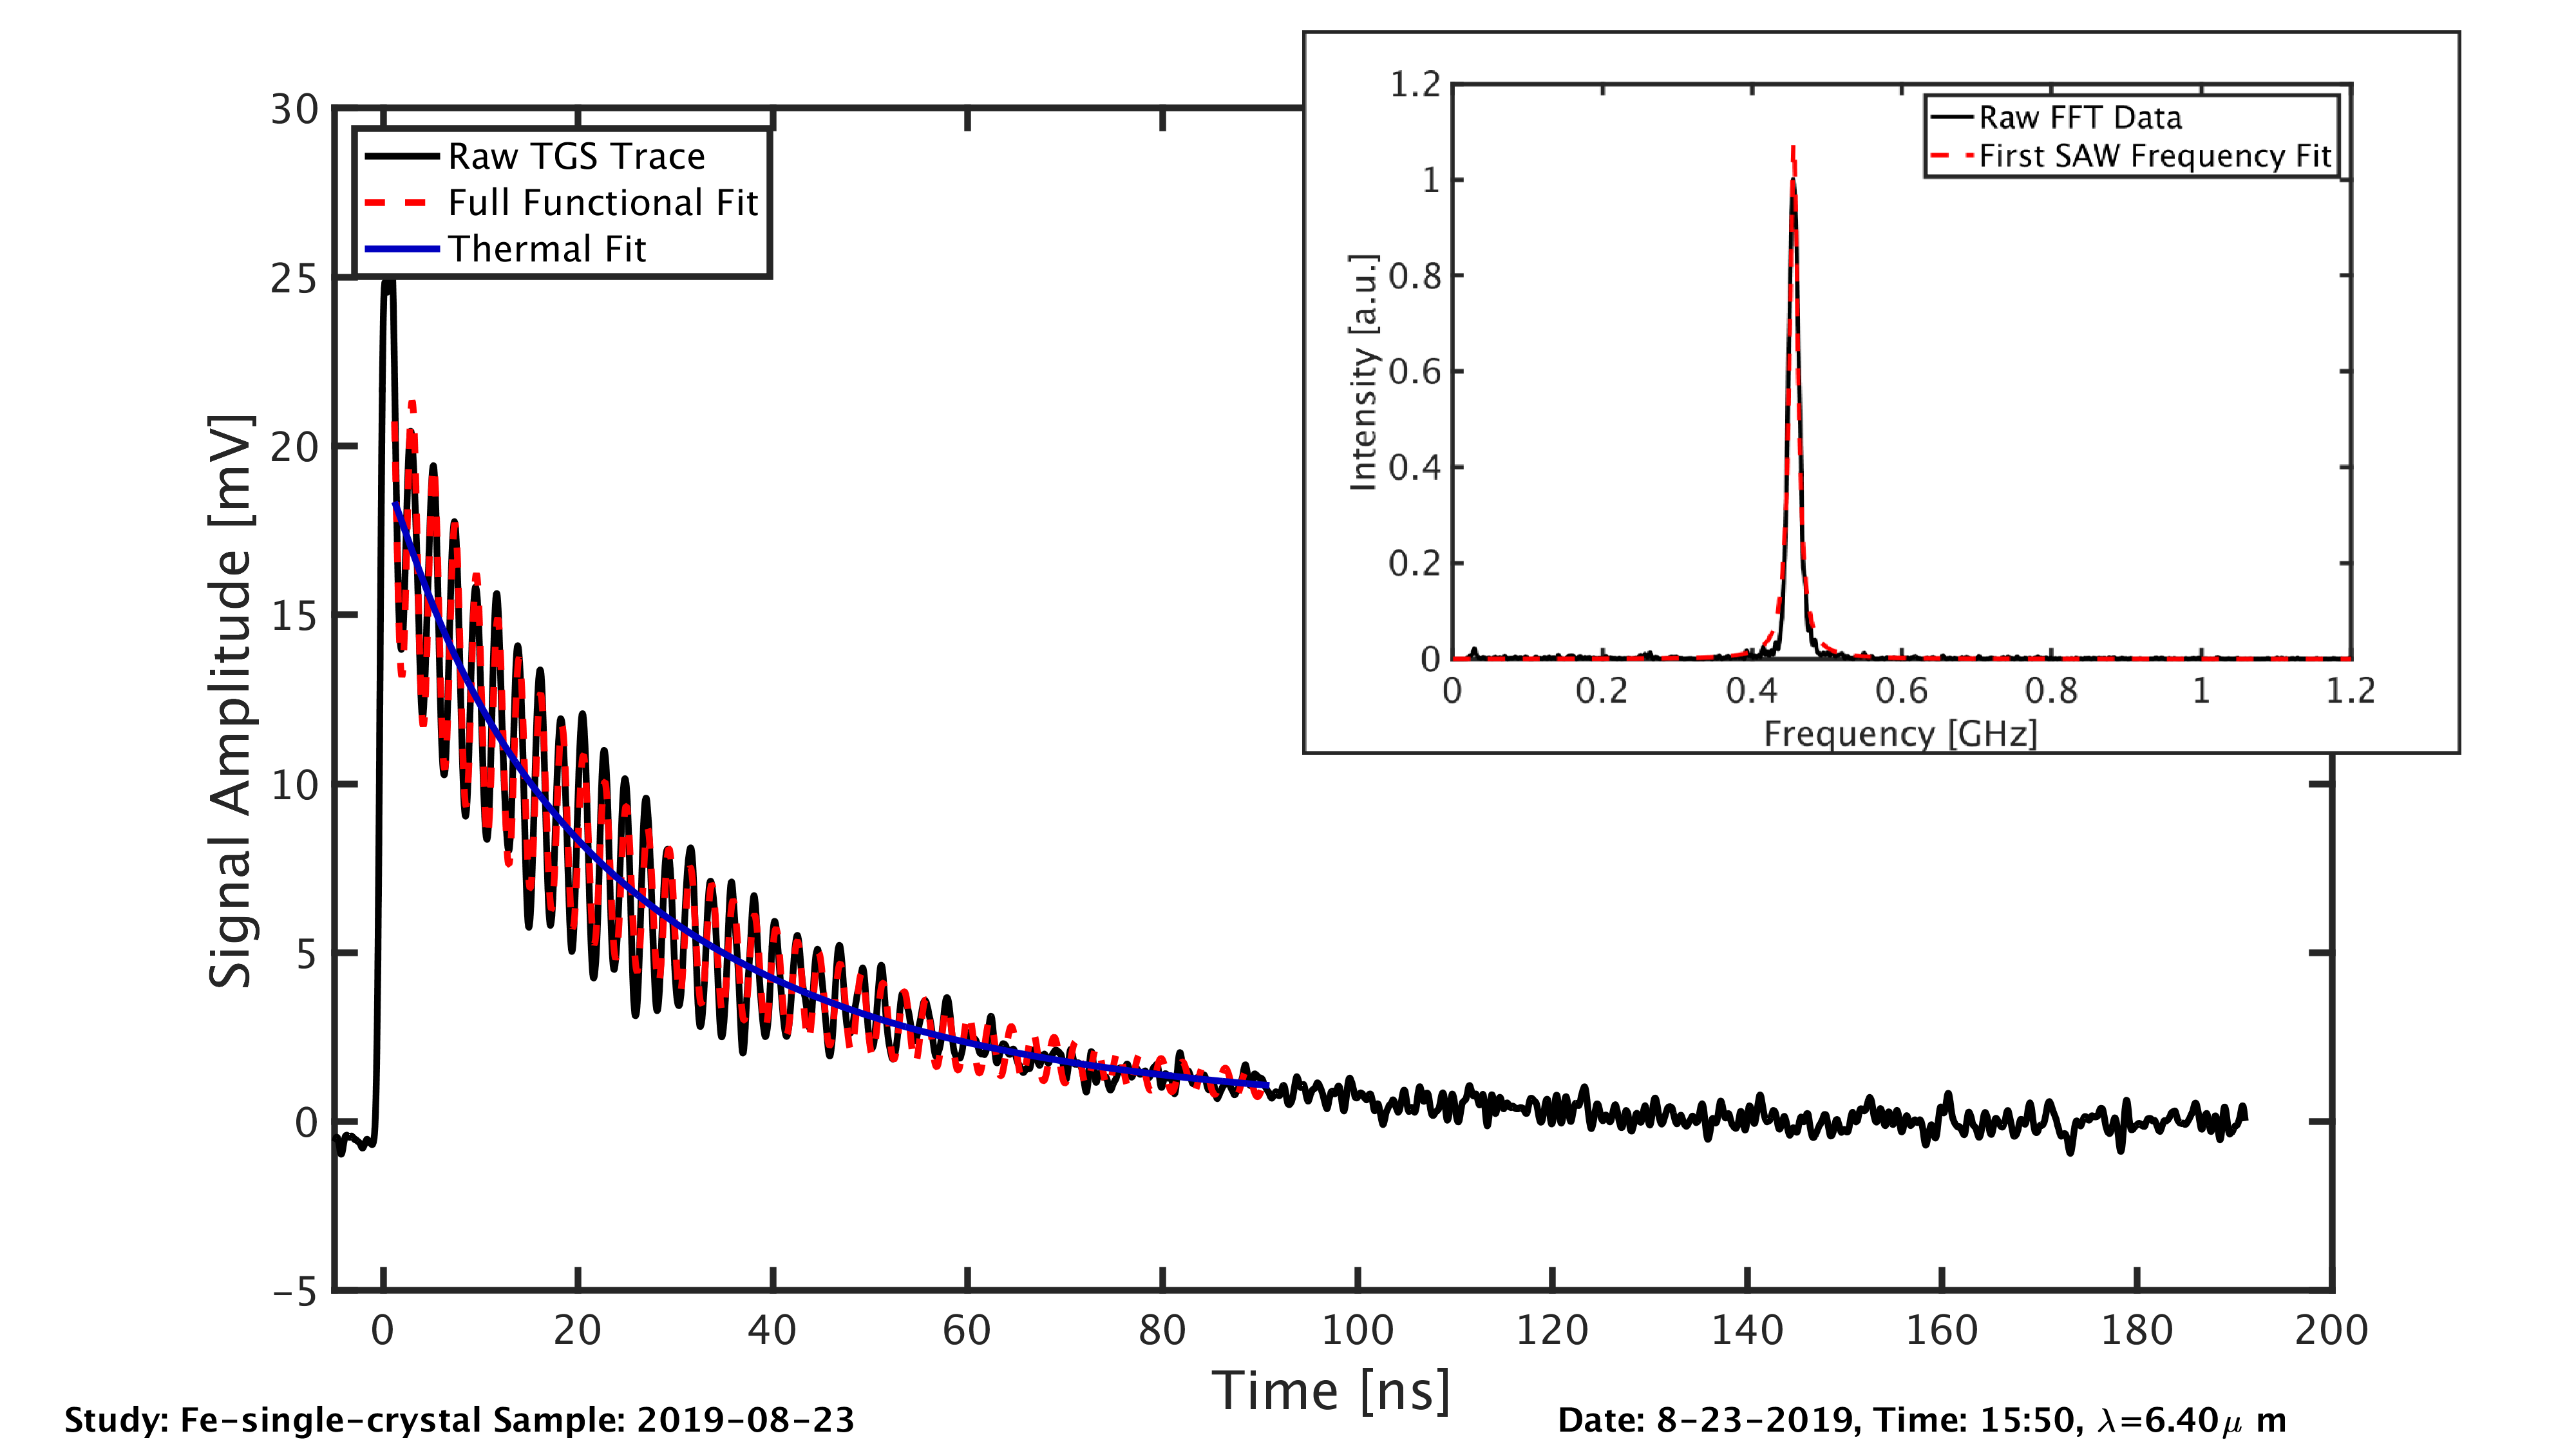 30
25
20
15
10
5
0
−5
Signal Amplitude [mV]
Raw TGS Trace
Full Functional Fit
Thermal Fit
1.2
1
0.8
0.6
0.4
0.2
0
Intensity [a.u.]
Raw FFT Data
First SAW Frequency Fit
0 0.2 0.4 0.6 0.8 1 1.2
Frequency [GHz]
0 20 40 60 80 100 120 140 160 180 200
Time [ns]
Study: Fe−single−crystal Sample: 2019−08−23
Date: 8−23−2019, Time: 15:50, λ=6.40μ m